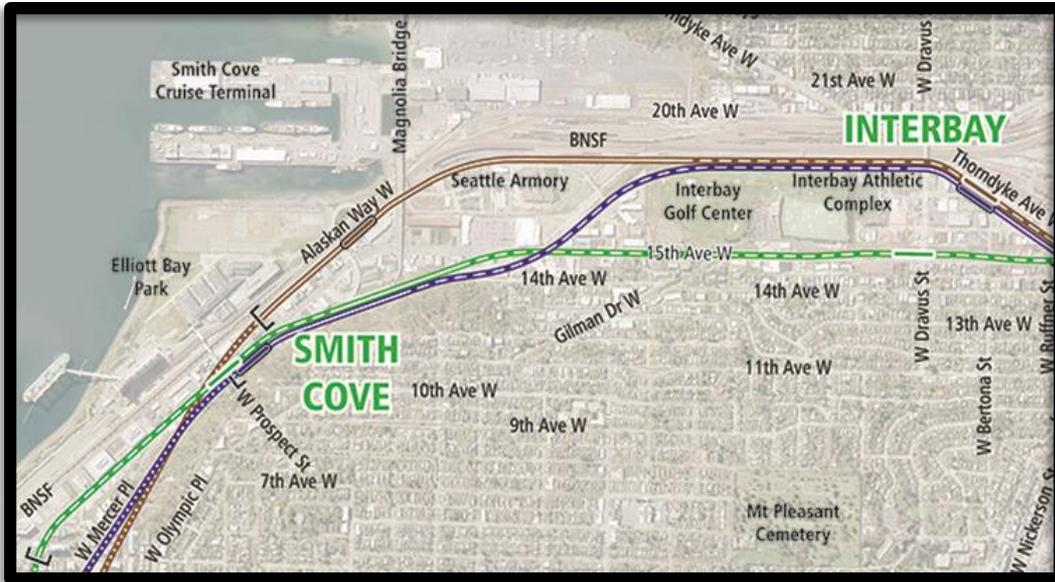 Thorndyke Ave W
W Dravus
Smith Cove
Cruise Terminal
Magnolia Bridge
21st Ave W
20th Ave W
INTERBAY
BNSF
Thorndyke Ave
Seattle Armory
Interbay
Golf Center
Interbay Athletic
Complex
Alaskan Way W
15th Ave W
Elliott Bay
Park
14th Ave W
14th Ave W
Gilman Dr W
W Dravus St
13th Ave W
W Ruffner St
SMITH
COVE
11th Ave W
10th Ave W
W Bertona St
9th Ave W
W Prospect St
7th Ave W
BNSF
W Mercer Pl
W Olympic Pl
Mt Pleasant
Cemetery
W Nickerson St